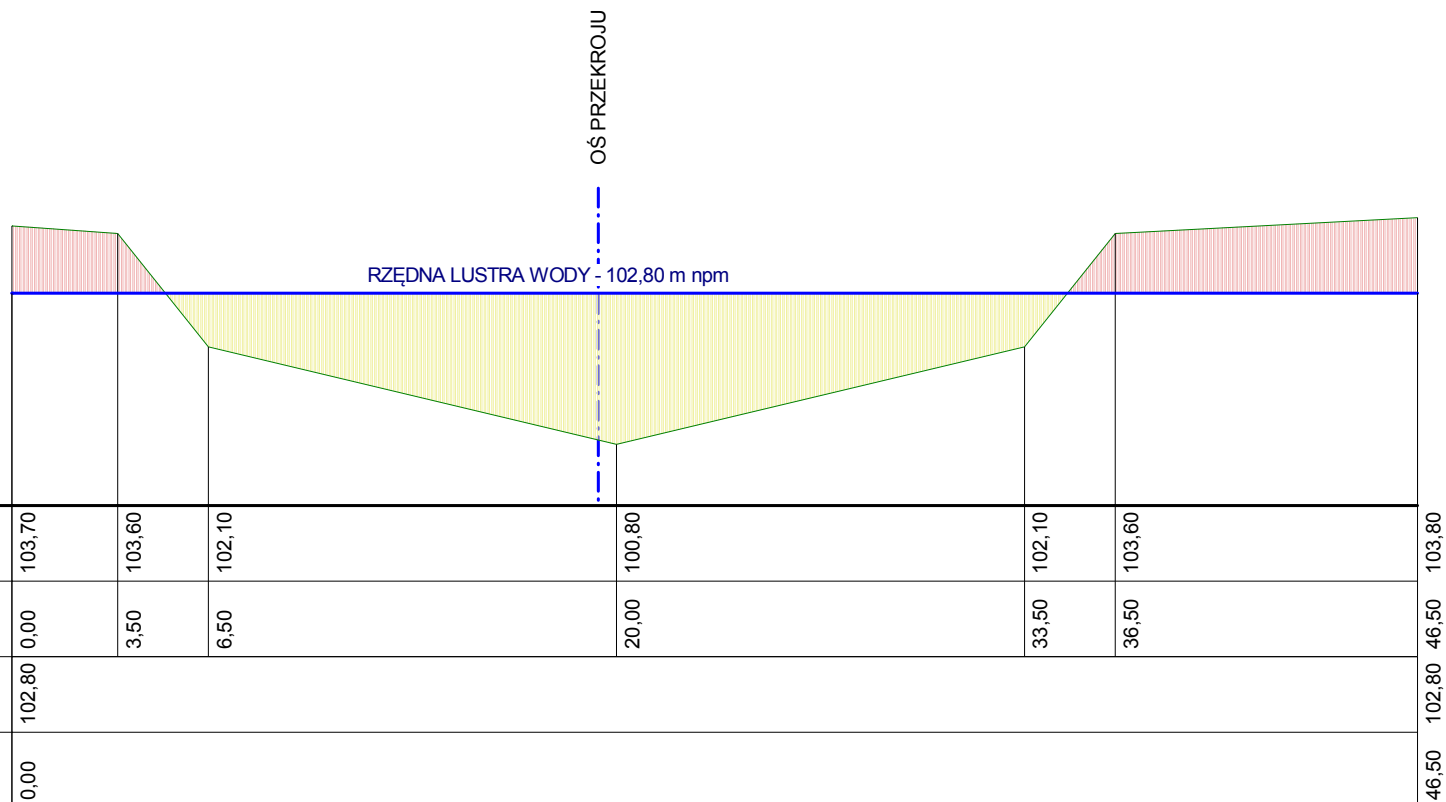 OŚ PRZEKROJU
RZĘDNA LUSTRA WODY - 102,80 m npm
103,70 103,60 102,10 100,80 102,10 103,60 103,80
0,00 3,50 6,50 20,00 33,50 36,50 46,50
102,80 102,80
0,00 46,50